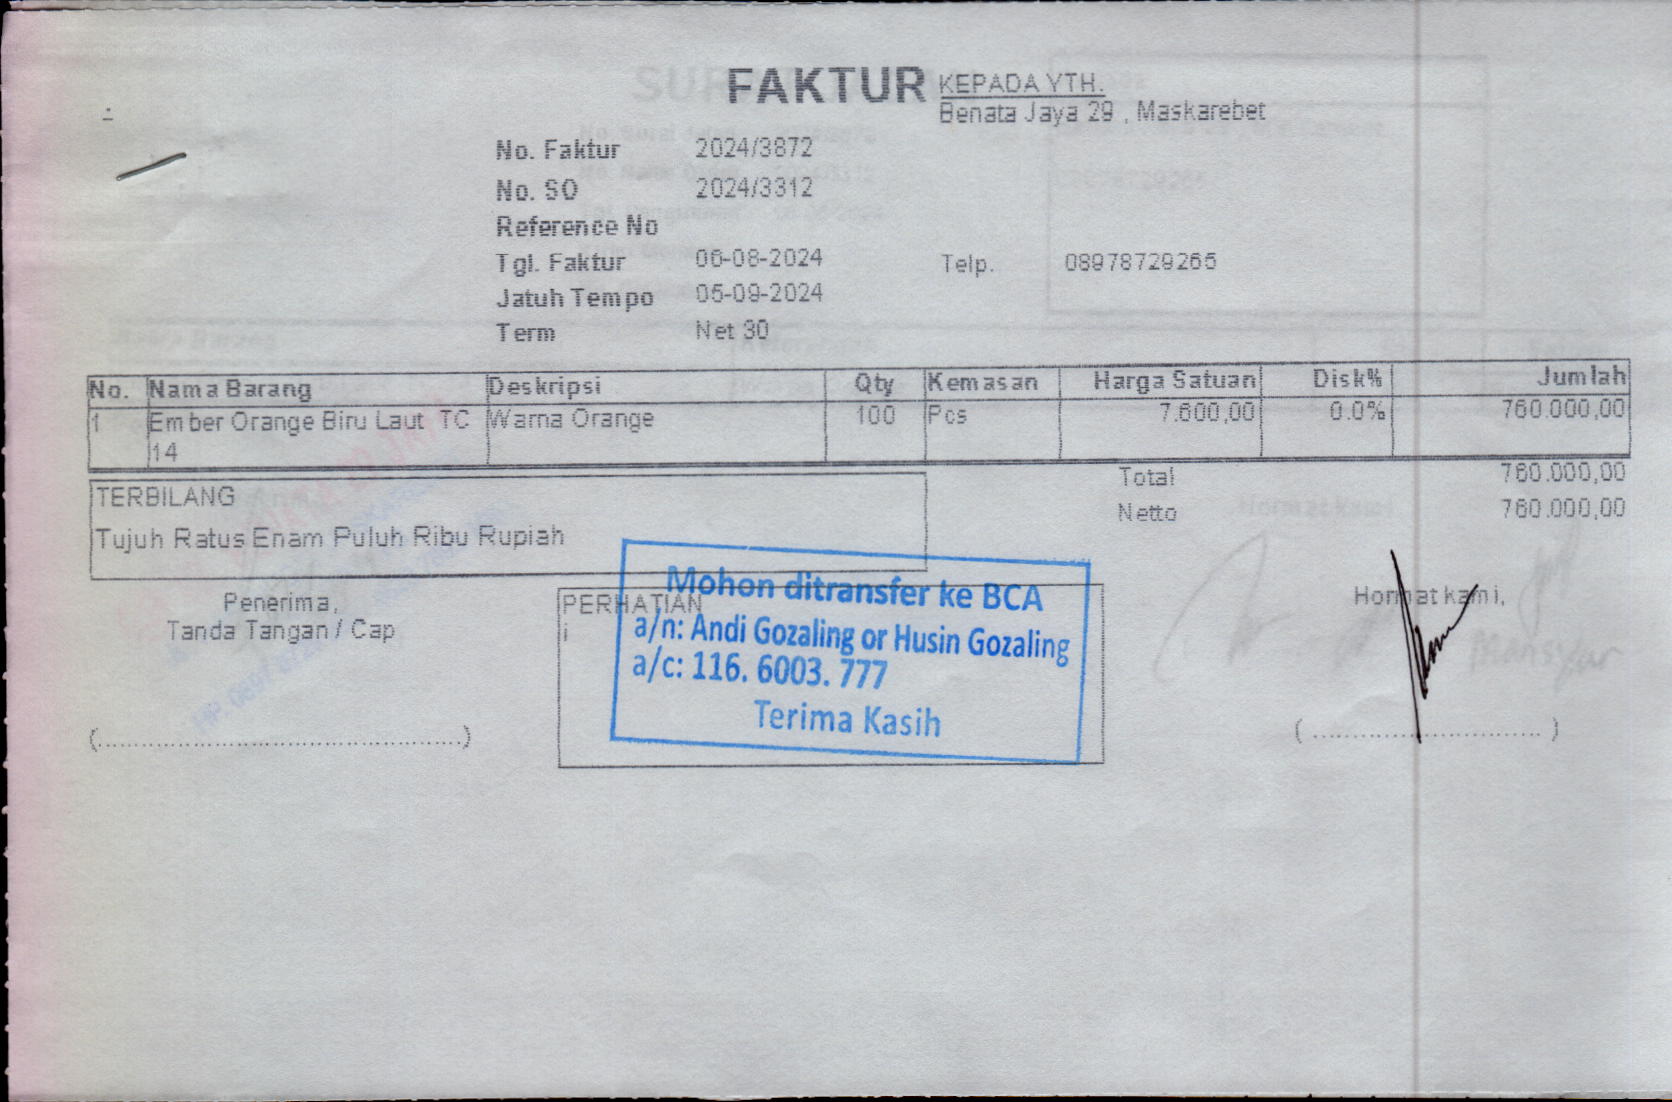 FAKTUR
KEPADA YTH.
Benata Jaya 29 , Maskarebet
No. Faktur 2024/3872
No. SO 2024/3312
Reference No
Tgl. Faktur 06-08-2024 Telp. 08978729265
Jatuh Tempo 05-09-2024
Term Net 30
No. Nama Barang Deskripsi Qty Kemasan Harga Satuan Disk% Jumlah
1 Ember Orange Biru Laut TC Warna Orange 100 Pcs 7.600,00 0.0% 760.000,00
14
Total 760.000,00
TERBILANG
Netto 760.000,00
Tujuh Ratus Enam Puluh Ribu Rupiah
Penerima,
Tanda Tangan / Cap
(............................................)
PERHATIAN
i
Mohon ditransfer ke BCA
a/n: Andi Gozaling or Husin Gozaling
a/c: 116. 6003. 777
Terima Kasih
Hormat kami,
Mansyur
( ............................ )